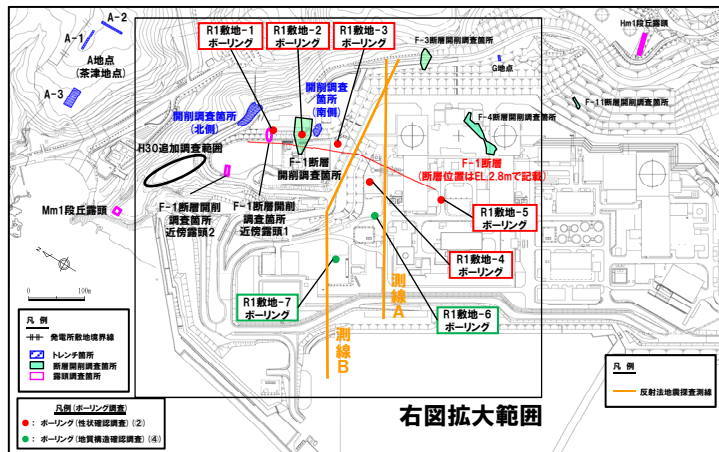 A-2
A-1
A地点
(茶津地点)
A-3
R1敷地-1
ボーリング
R1敷地-2
ボーリング
R1敷地-3
ボーリング
F-3断層開削調査箇所
G地点
Hm1段丘露頭
F-11断層開削調査箇所
F-4断層開削調査箇所
開削調査箇所
(北側)
開削調査
箇所
(南側)
H30追加調査範囲
F-1断層
開削調査箇所
F-1断層
(断層位置はEL.2.8mで記載)
Mm1段丘露頭
F-1断層開削
調査箇所
近傍露頭2
F-1断層開削
調査箇所
近傍露頭1
R1敷地-5
ボーリング
R1敷地-4
ボーリング
R1敷地-7
ボーリング
R1敷地-6
ボーリング
測線A
測線B
N
0 100m
凡 例
発電所敷地境界線
トレンチ箇所
断層開削調査箇所
露頭調査箇所
凡例(ボーリング調査)
: ボーリング(性状確認調査)(②)
: ボーリング(地質構造確認調査)(④)
凡 例
反射法地震探査測線
右図拡大範囲